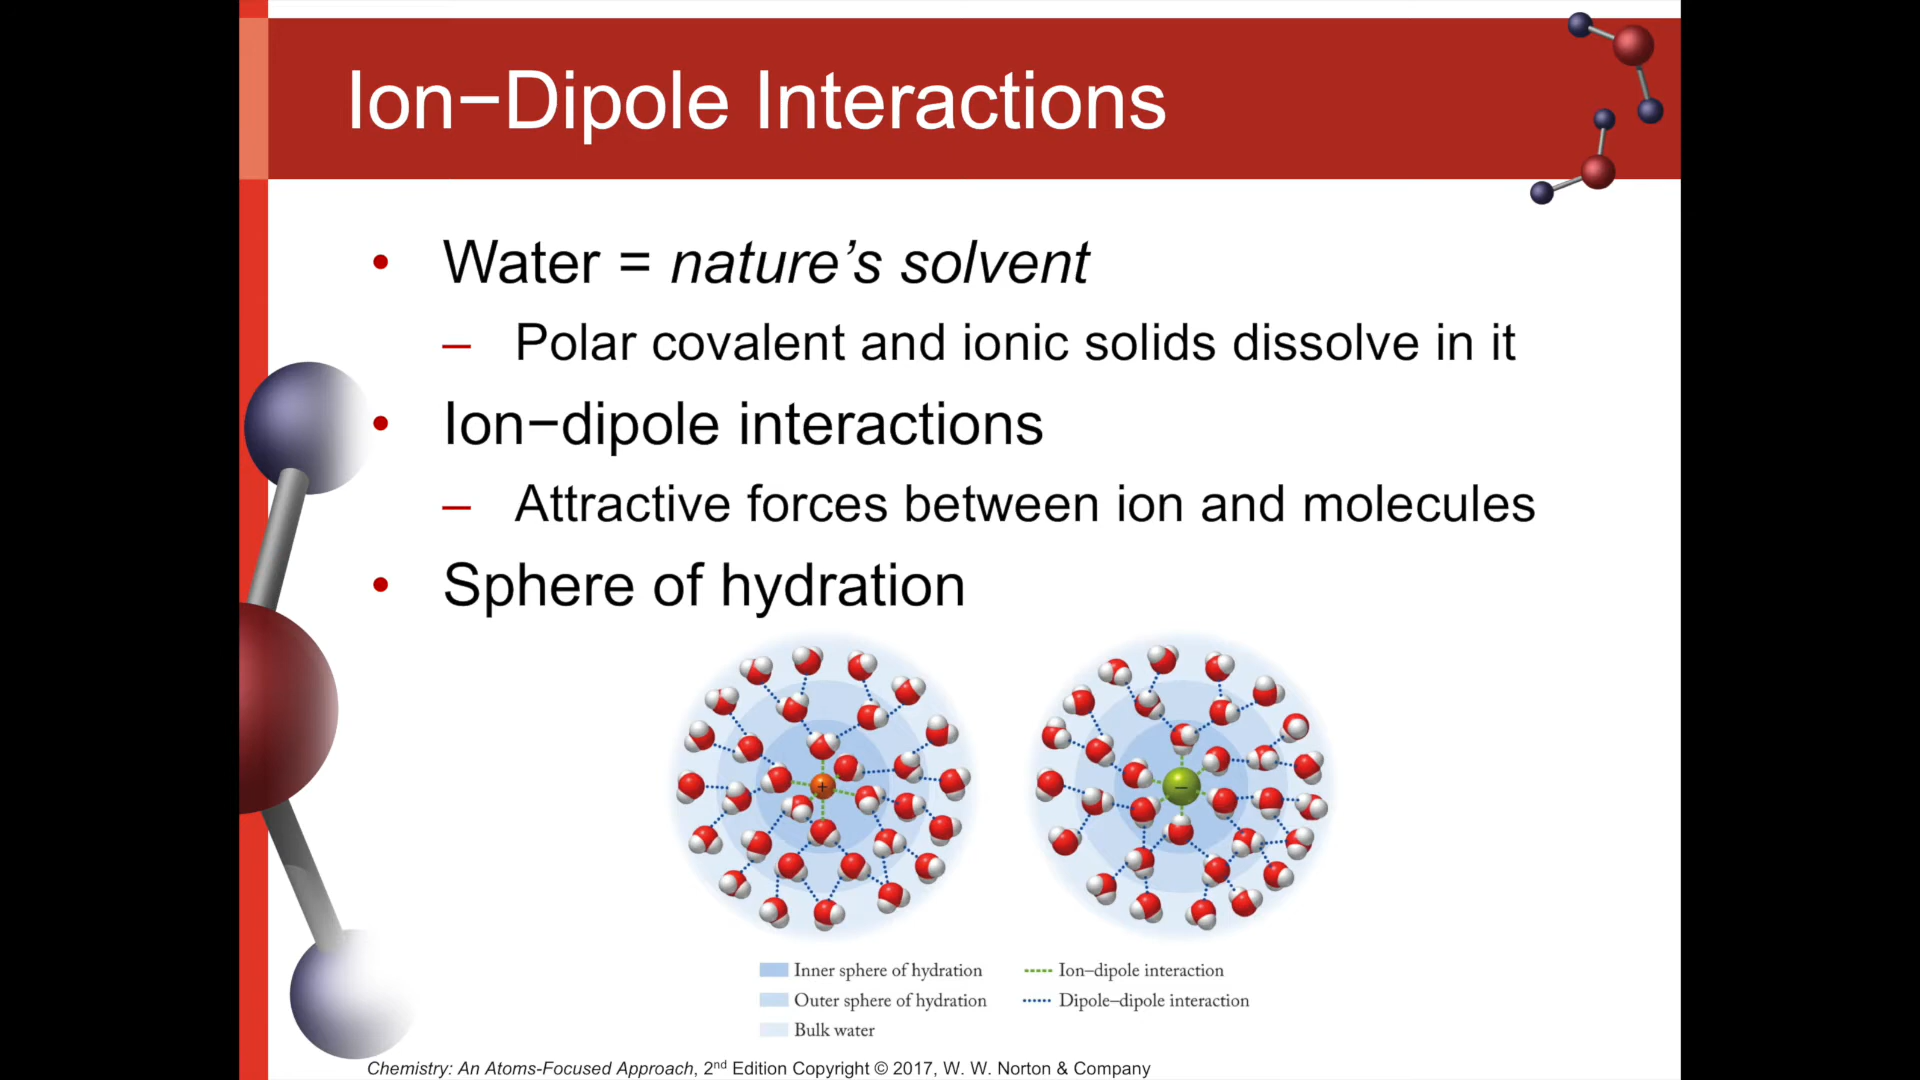 Ion−Dipole Interactions
• Water = nature’s solvent
– Polar covalent and ionic solids dissolve in it
• Ion−dipole interactions
– Attractive forces between ion and molecules
• Sphere of hydration
+
−
Inner sphere of hydration
Outer sphere of hydration
Bulk water
Ion–dipole interaction
Dipole–dipole interaction
Chemistry: An Atoms-Focused Approach, 2nd Edition Copyright © 2017, W. W. Norton & Company